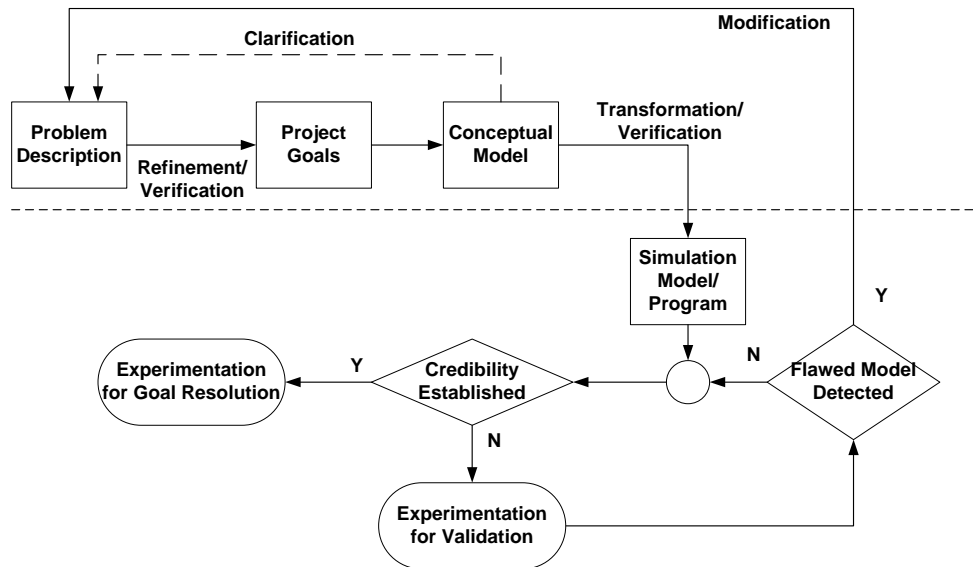 Modification
Clarification
Problem
Description
Refinement/
Verification
Project
Goals
Conceptual
Model
Transformation/
Verification
Simulation
Model/
Program
Y
Experimentation
for Goal Resolution
Y
Credibility
Established
N
Flawed Model
Detected
N
Experimentation
for Validation